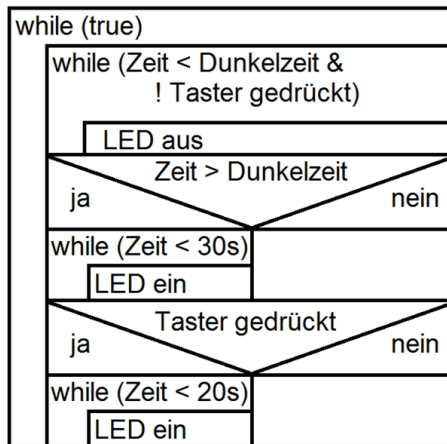 while (true)
while (Zeit < Dunkelzeit &
! Taster gedrückt)
LED aus
Zeit > Dunkelzeit
ja nein
while (Zeit < 30s)
LED ein
Taster gedrückt
ja nein
while (Zeit < 20s)
LED ein